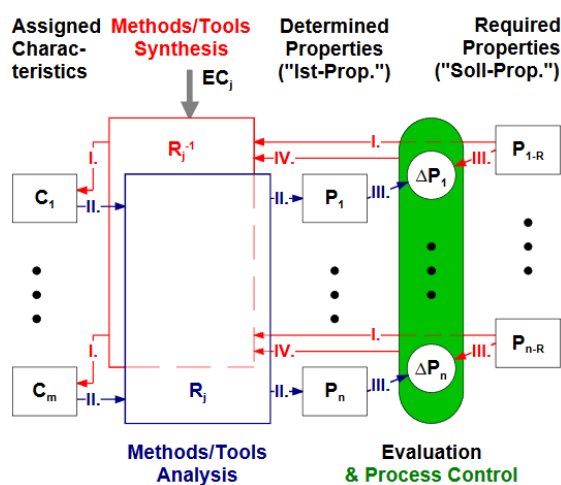 Assigned
Charac-
teristics
Methods/Tools
Synthesis
Determined
Properties
("Ist-Prop.")
Required
Properties
("Soll-Prop.")
ECj
Rj-1
I.
IV.
I.
III.
P1-R
C1
II.
II.
P1
III.
ΔP1
I.
I.
IV.
III.
Pn-R
Cm
II.
Rj
II.
Pn
III.
ΔPn
Methods/Tools
Analysis
Evaluation
& Process Control